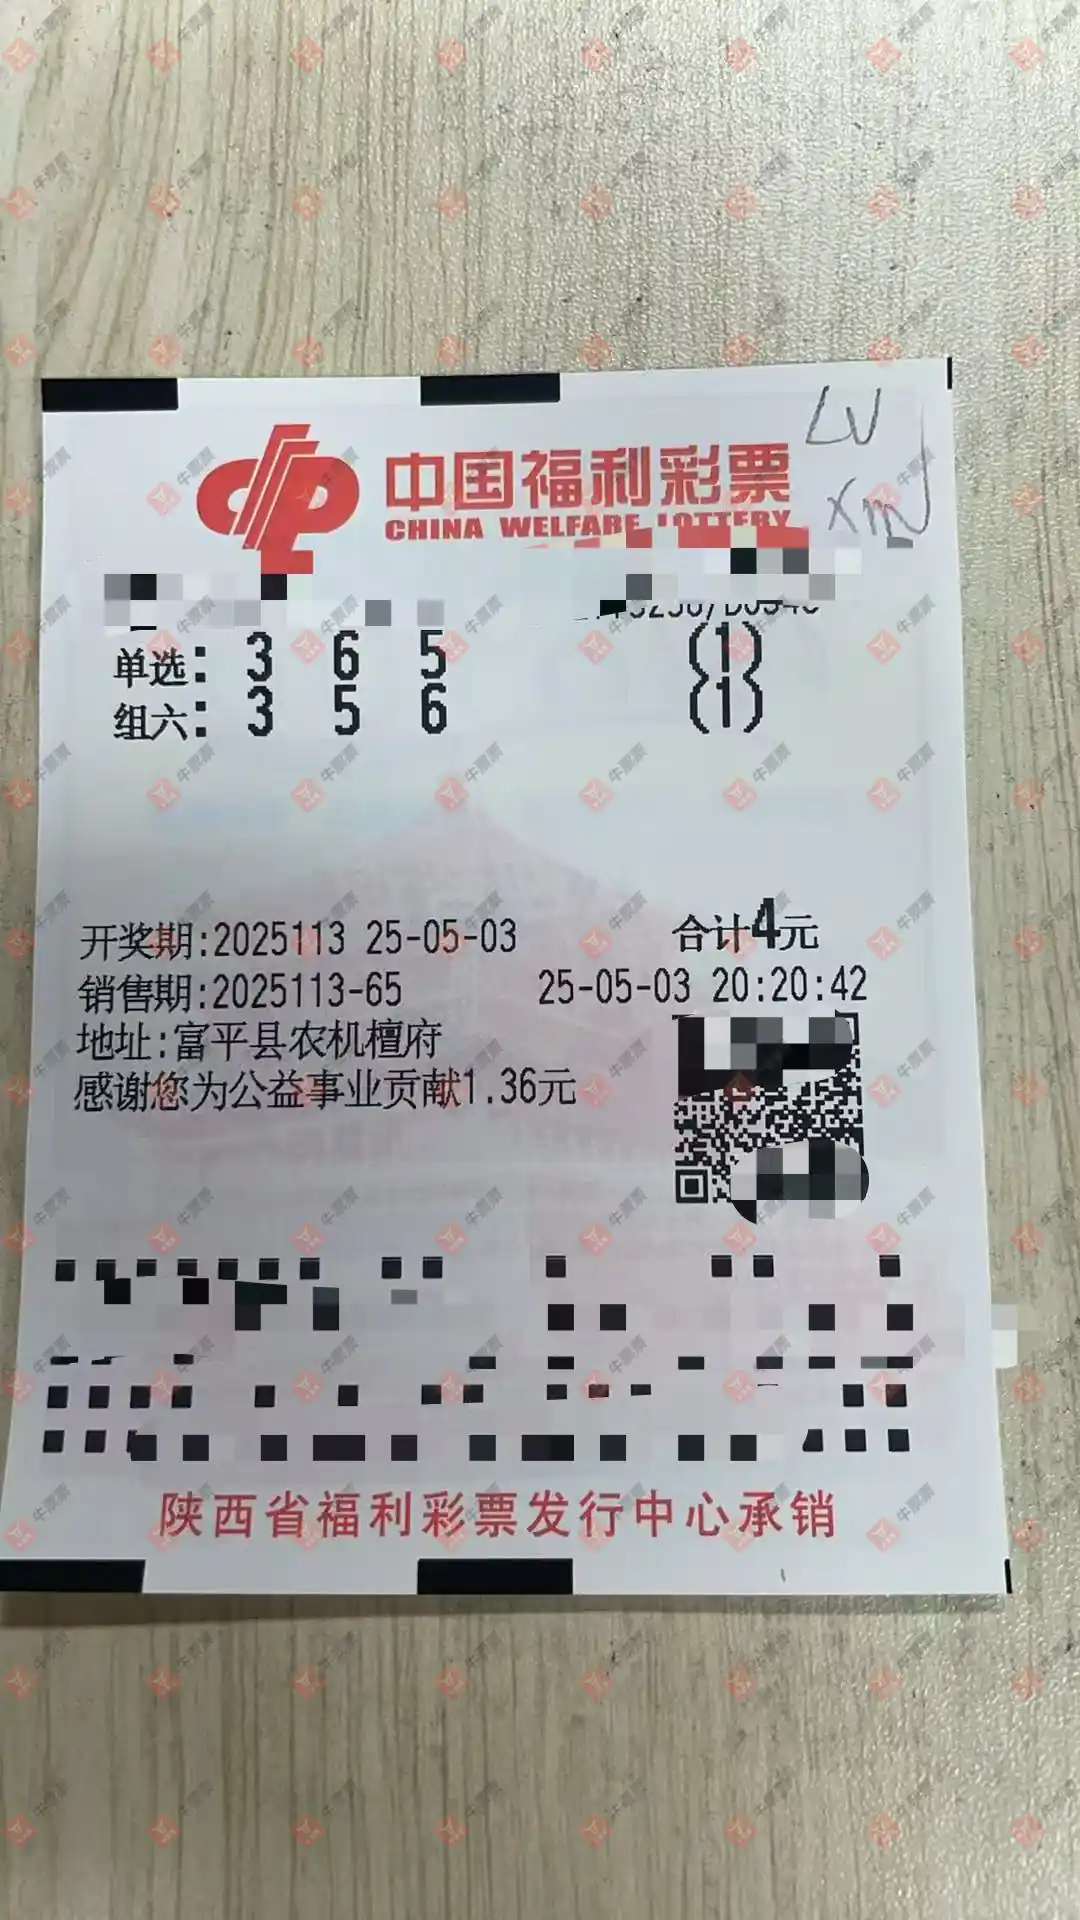 LV
中国福利彩票
CHINA WELFARE LOTTERY
xm
单选: 3 6 5 (1)
组六: 3 5 6 (1)
开奖期:2025113 25-05-03 合计4元
销售期:2025113-65 25-05-03 20:20:42
地址:富平县农机檀府
感谢您为公益事业贡献1.36元
陕西省福利彩票发行中心承销
牛票票